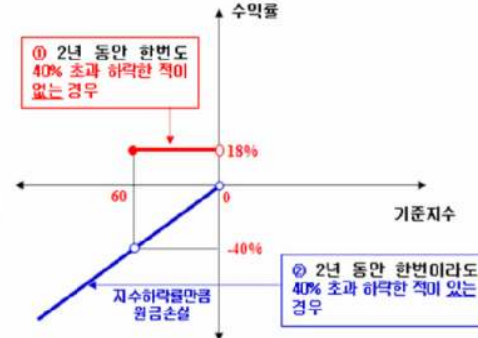 수익률
① 2년 동안 한번도
40% 초과 하락한 적이
없는 경우
18%
60
0
기준지수
-40%
지수하락률만큼
원금손실
② 2년 동안 한번이라도
40% 초과 하락한 적이 있는
경우